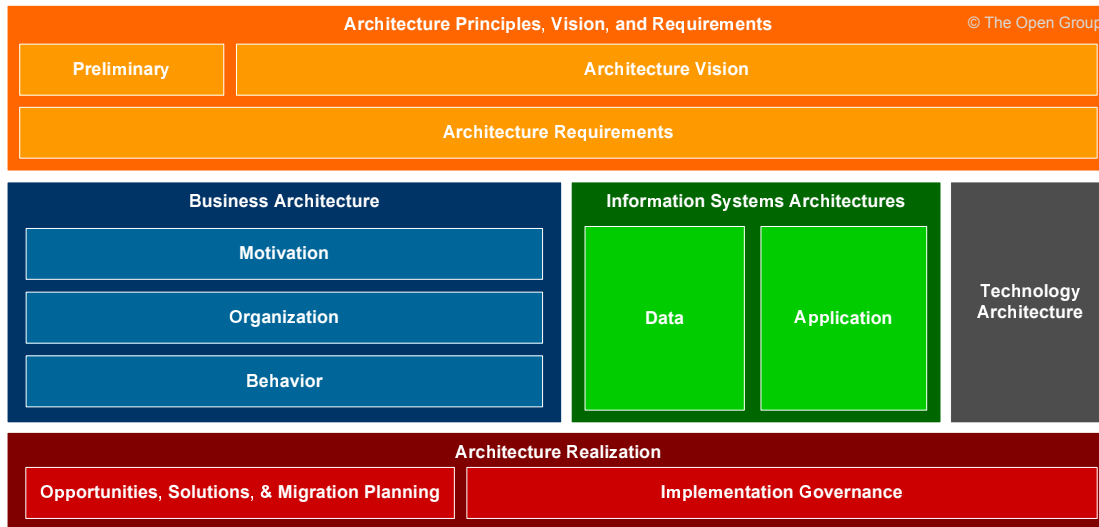 Architecture Principles, Vision, and Requirements
© The Open Group
Preliminary
Architecture Vision
Architecture Requirements
Business Architecture
Motivation
Organization
Behavior
Information Systems Architectures
Data
Application
Technology
Architecture
Architecture Realization
Opportunities, Solutions, & Migration Planning
Implementation Governance